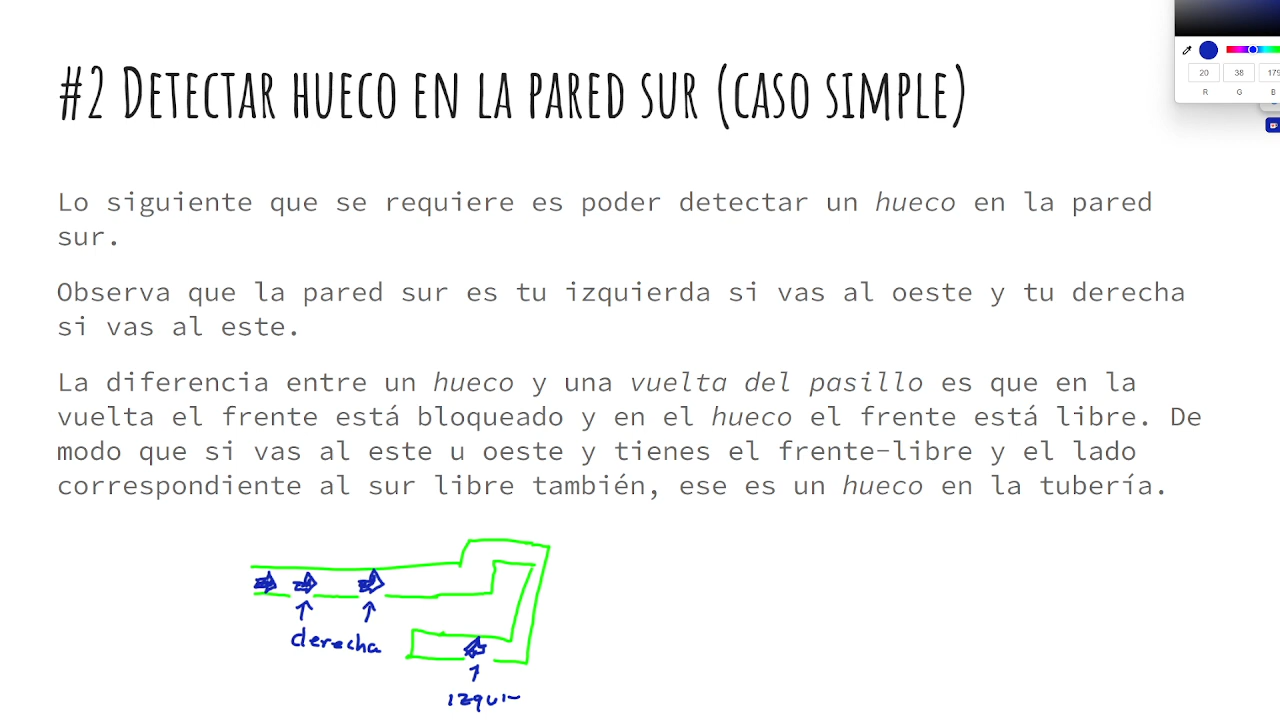 #2 Detectar hueco en la pared sur (caso simple)
Lo siguiente que se requiere es poder detectar un hueco en la pared
sur.
Observa que la pared sur es tu izquierda si vas al oeste y tu derecha
si vas al este.
La diferencia entre un hueco y una vuelta del pasillo es que en la
vuelta el frente está bloqueado y en el hueco el frente está libre. De
modo que si vas al este u oeste y tienes el frente-libre y el lado
correspondiente al sur libre también, ese es un hueco en la tubería.
derecha
izqui
20 38 179
R G B